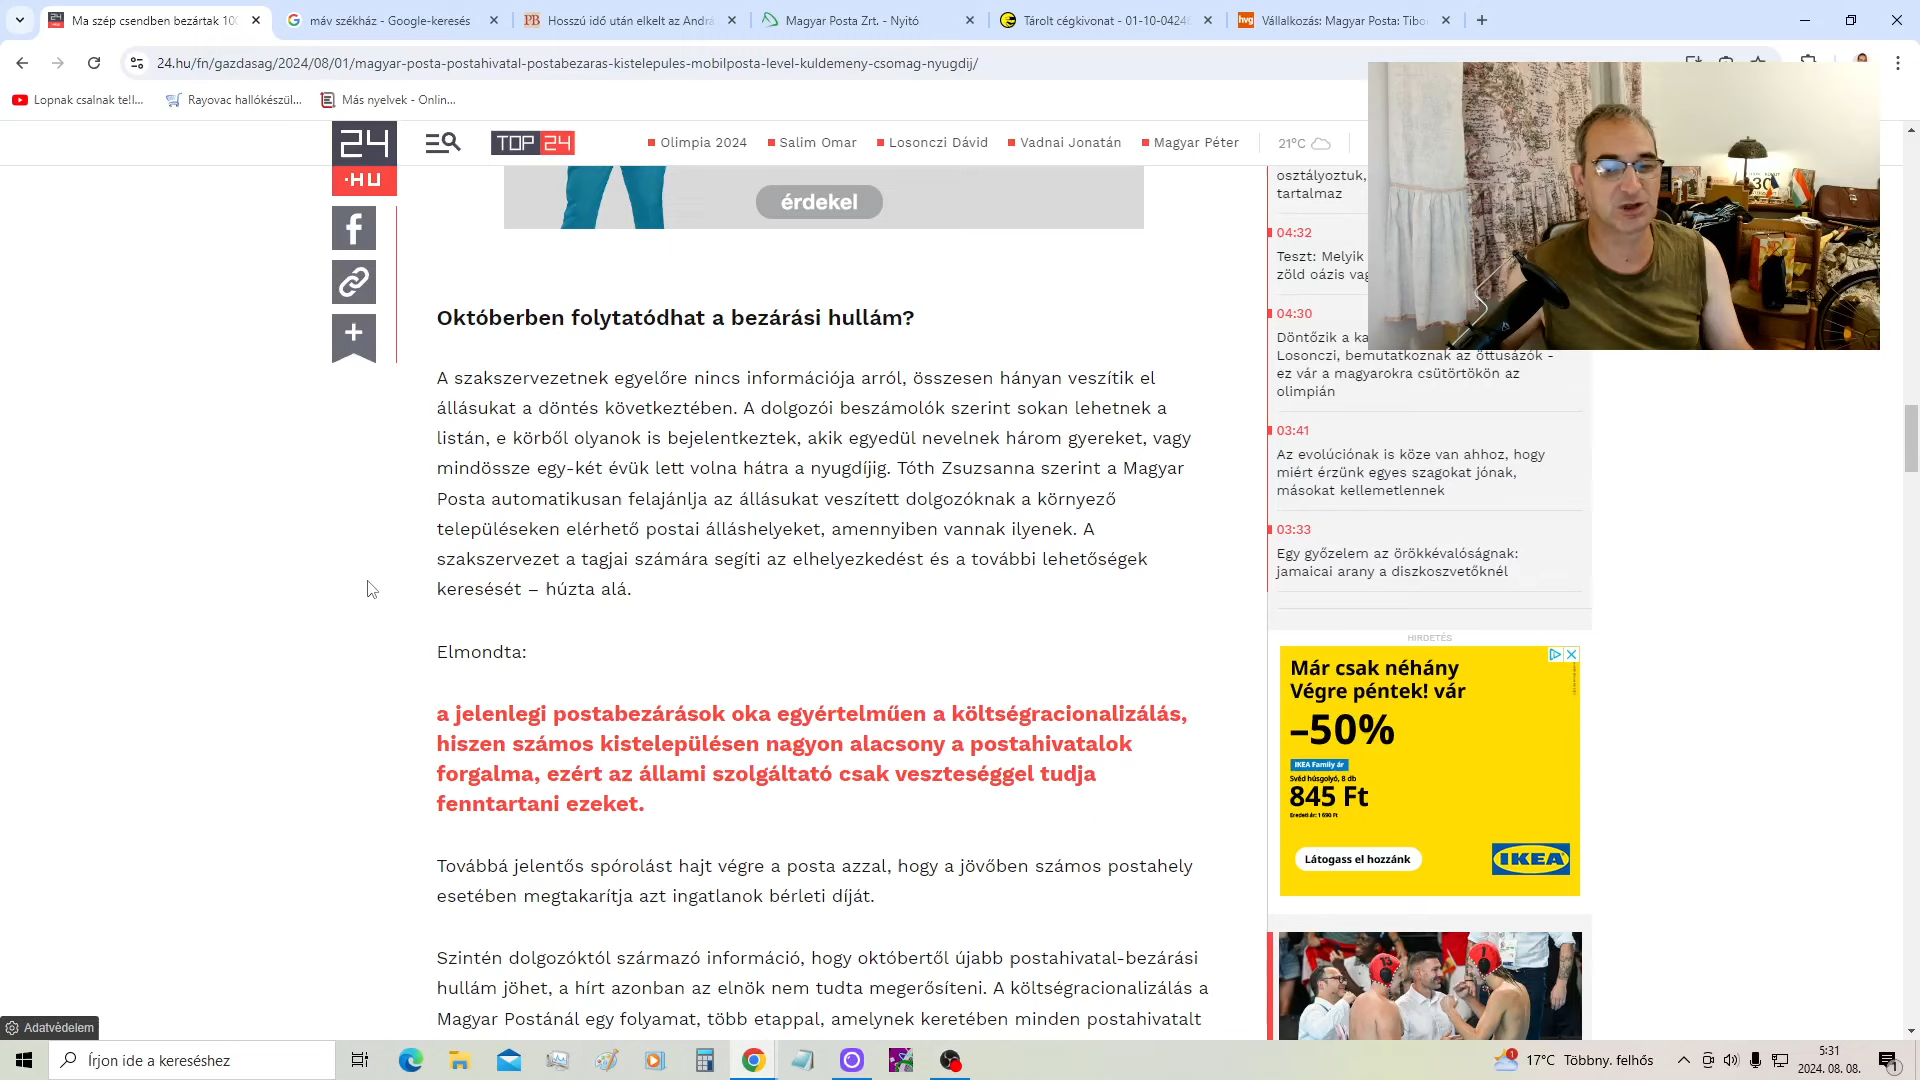 Ma szép csendben bezártak 100
máv székház - Google-keresés
Hosszú idő után elkelt az Andrá
Magyar Posta Zrt. - Nyitó
Tárolt cégkivonat - 01-10-0424
Vállalkozás: Magyar Posta: Tibo
24.hu/fn/gazdasag/2024/08/01/magyar-posta-postahivatal-postabezaras-kistelepules-mobilposta-level-kuldemeny-csomag-nyugdij/
Lopnak csalnak te!l...
Rayovac hallókészül...
Más nyelvek - Onlin...
24
.HU
TOP 24
Olimpia 2024
Salim Omar
Losonczi Dávid
Vadnai Jonatán
Magyar Péter
21°C
érdekel
Októberben folytatódhat a bezárási hullám?
A szakszervezetnek egyelőre nincs információja arról, összesen hányan veszítik el
állásukat a döntés következtében. A dolgozói beszámolók szerint sokan lehetnek a
listán, e körből olyanok is bejelentkeztek, akik egyedül nevelnek három gyereket, vagy
mindössze egy-két évük lett volna hátra a nyugdíjig. Tóth Zsuzsanna szerint a Magyar
Posta automatikusan felajánlja az állásukat veszített dolgozóknak a környező
településeken elérhető postai álláshelyeket, amennyiben vannak ilyenek. A
szakszervezet a tagjai számára segíti az elhelyezkedést és a további lehetőségek
keresését – húzta alá.
Elmondta:
a jelenlegi postabezárások oka egyértelműen a költségracionalizálás,
hiszen számos kistelepülésen nagyon alacsony a postahivatalok
forgalma, ezért az állami szolgáltató csak veszteséggel tudja
fenntartani ezeket.
Továbbá jelentős spórolást hajt végre a posta azzal, hogy a jövőben számos postahely
esetében megtakarítja azt ingatlanok bérleti díját.
Szintén dolgozóktól származó információ, hogy októbertől újabb postahivatal-bezárási
hullám jöhet, a hírt azonban az elnök nem tudta megerősíteni. A költségracionalizálás a
Magyar Postánál egy folyamat, több etappal, amelynek keretében minden postahivatalt
osztályoztuk,
tartalmaz
04:32
Teszt: Melyik
zöld oázis vag
04:30
Döntőzik a ka
Losonczi, bemutatkoznak az öttusázók -
ez vár a magyarokra csütörtökön az
olimpián
03:41
Az evolúciónak is köze van ahhoz, hogy
miért érzünk egyes szagokat jónak,
másokat kellemetlennek
03:33
Egy győzelem az örökkévalóságnak:
jamaicai arany a diszkoszvetőknél
HIRDETÉS
Már csak néhány
Végre péntek! vár
–50%
IKEA Family ár
Svéd húsgolyó, 8 db
845 Ft
Eredeti ár: 1 690 Ft
Látogass el hozzánk
IKEA
Adatvédelem
Írjon ide a kereséshez
17°C Többny. felhős
5:31
2024. 08. 08.